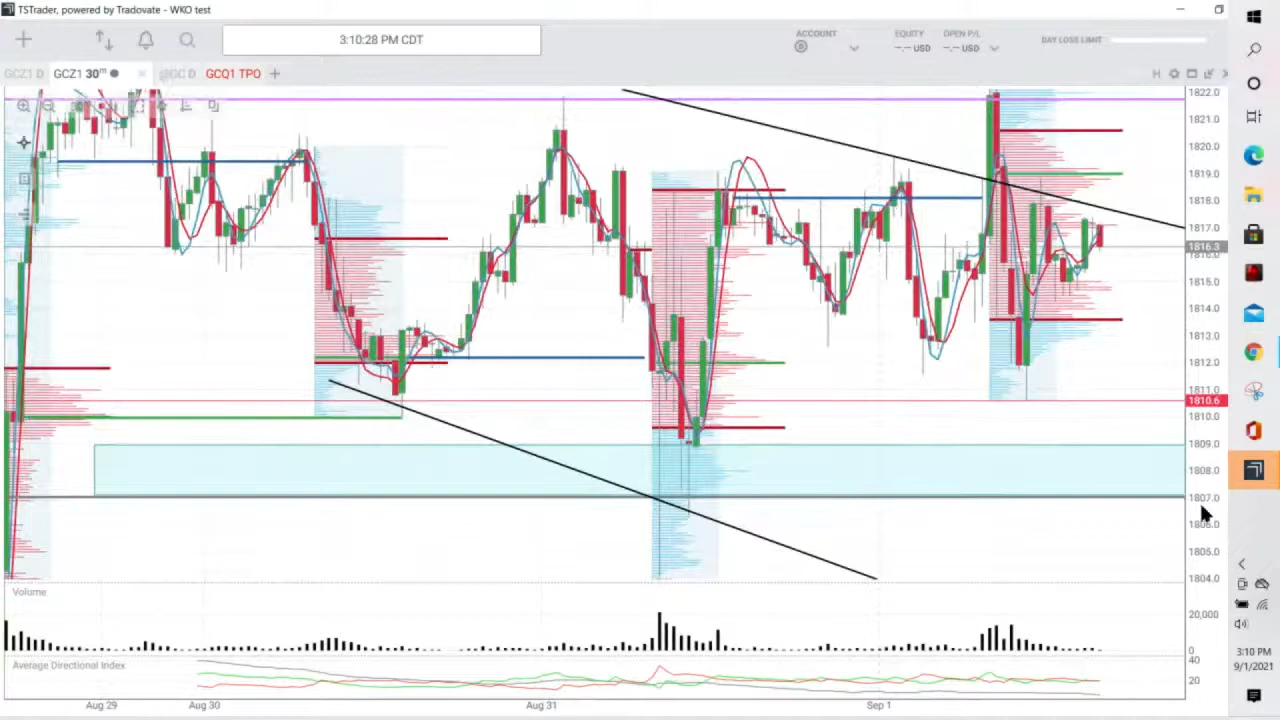 TSTrader, powered by Tradovate - WKO test
3:10:28 PM CDT
ACCOUNT
EQUITY
-.-- USD
OPEN P/L
-.-- USD
DAY LOSS LIMIT
GCZ1 D
GCZ1 30m
@GC D
GCQ1 TPO
H
1822.0
1821.0
1820.0
1819.0
1818.0
1817.0
1816.3
1816.0
1815.0
1814.0
1813.0
1812.0
1811.0
1810.6
1810.0
1809.0
1808.0
1807.0
1806.0
1805.0
1804.0
Volume
20,000
0
Average Directional Index
40
20
Aug 29
Aug 30
Aug 31
Sep 1
3:10 PM
9/1/2021